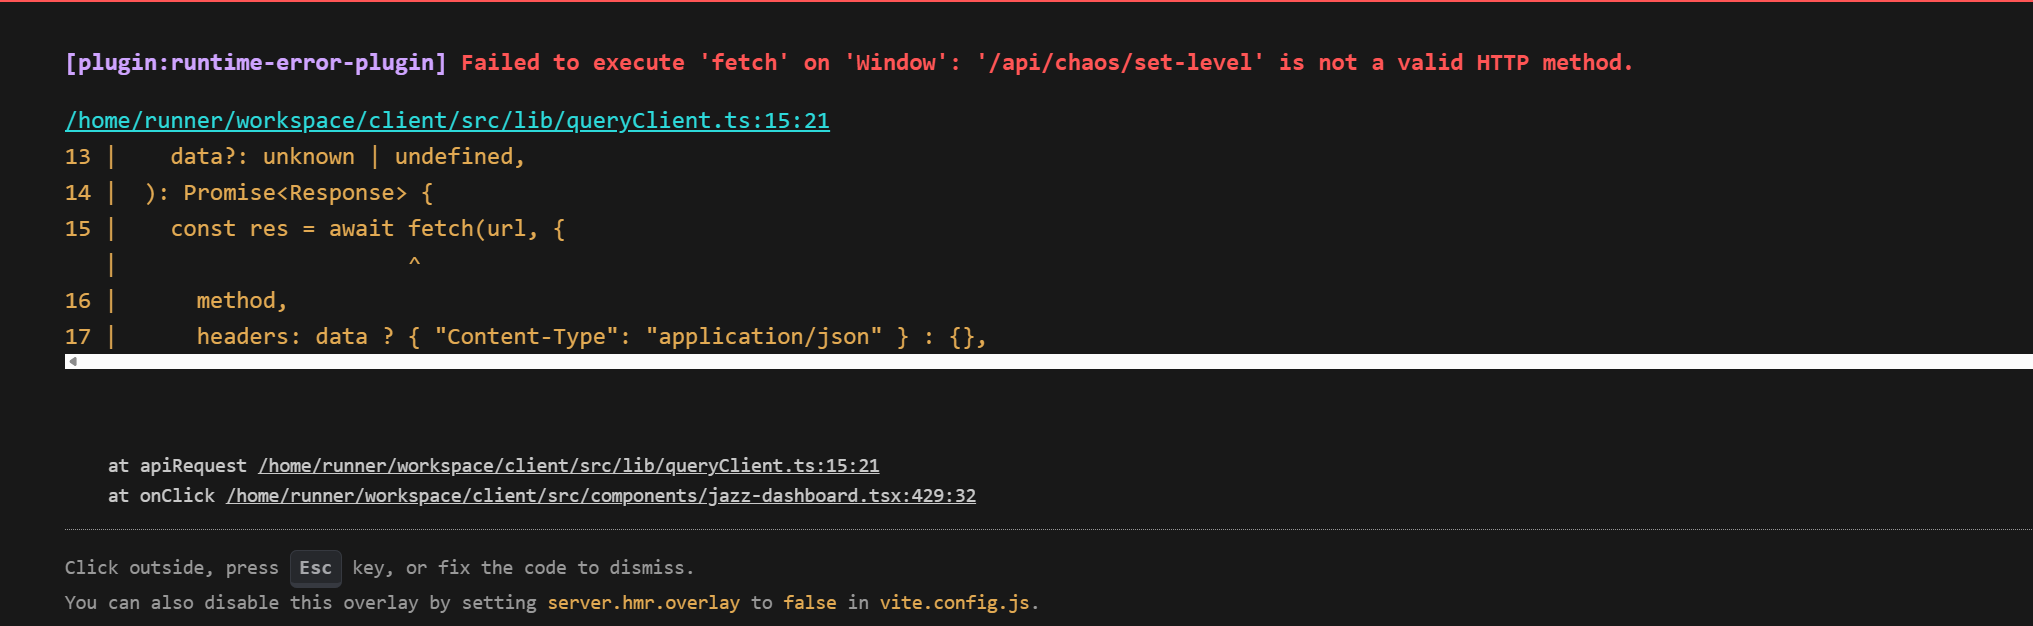 [plugin:runtime-error-plugin] Failed to execute 'fetch' on 'Window': '/api/chaos/set-level' is not a valid HTTP method.
/home/runner/workspace/client/src/lib/queryClient.ts:15:21
13 |    data?: unknown | undefined,
14 |  ): Promise<Response> {
15 |    const res = await fetch(url, {
   |                      ^
16 |      method,
17 |      headers: data ? { "Content-Type": "application/json" } : {},
    at apiRequest /home/runner/workspace/client/src/lib/queryClient.ts:15:21
    at onClick /home/runner/workspace/client/src/components/jazz-dashboard.tsx:429:32
Click outside, press Esc key, or fix the code to dismiss.
You can also disable this overlay by setting server.hmr.overlay to false in vite.config.js.